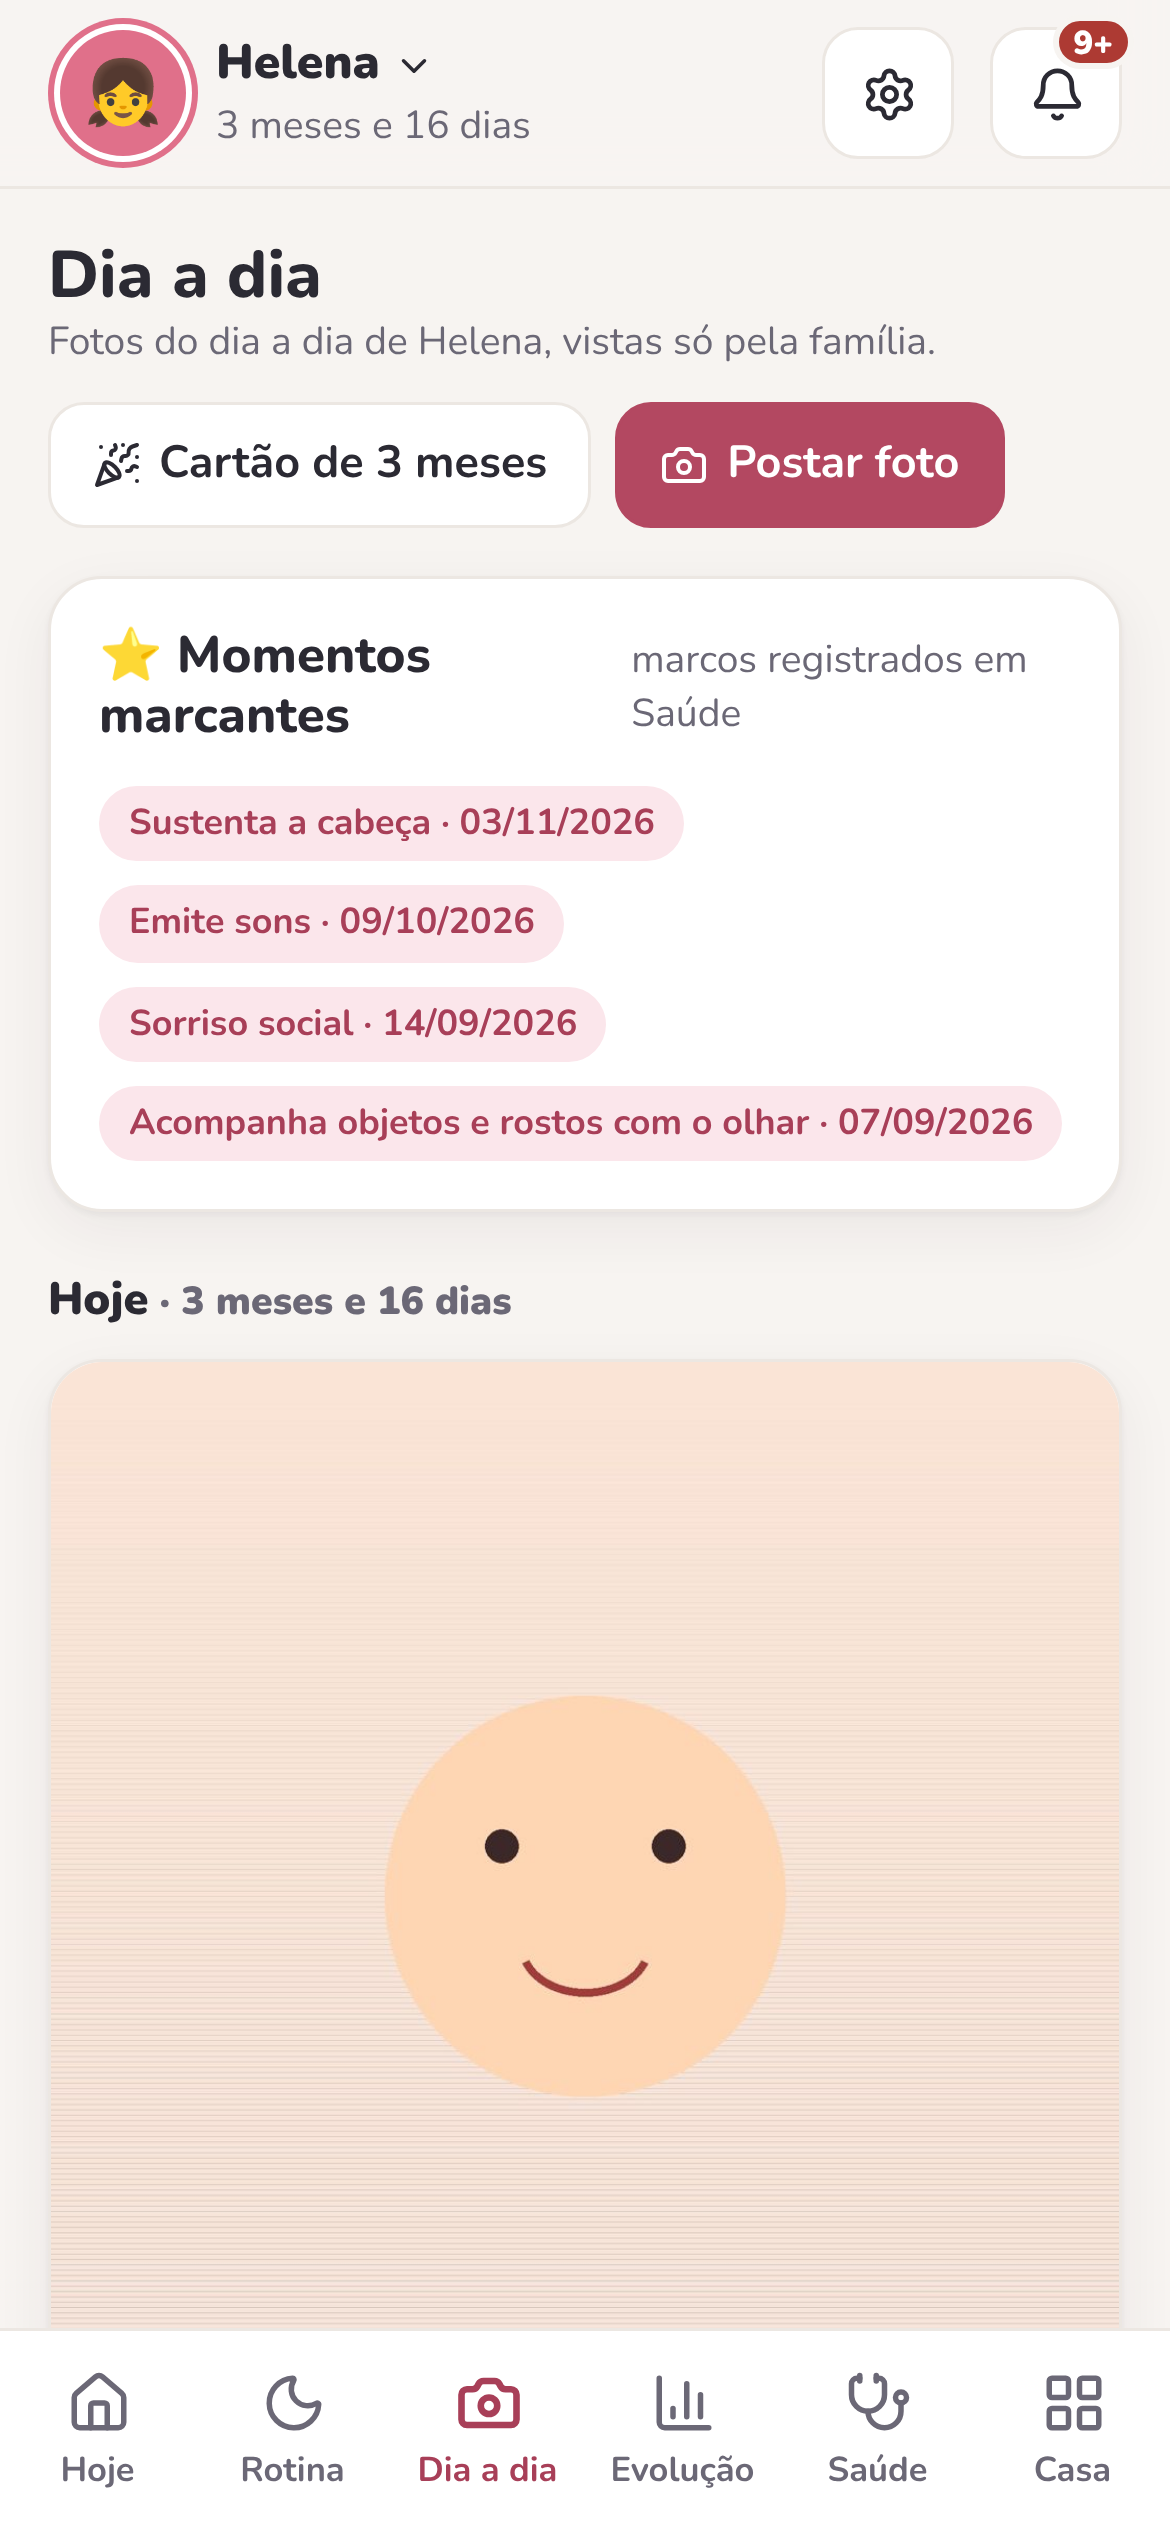 Helena
3 meses e 16 dias
9+
Dia a dia
Fotos do dia a dia de Helena, vistas só pela família.
Cartão de 3 meses
Postar foto
⭐ Momentos marcantes
marcos registrados em Saúde
Sustenta a cabeça · 03/11/2026
Emite sons · 09/10/2026
Sorriso social · 14/09/2026
Acompanha objetos e rostos com o olhar · 07/09/2026
Hoje · 3 meses e 16 dias
Hoje
Rotina
Dia a dia
Evolução
Saúde
Casa